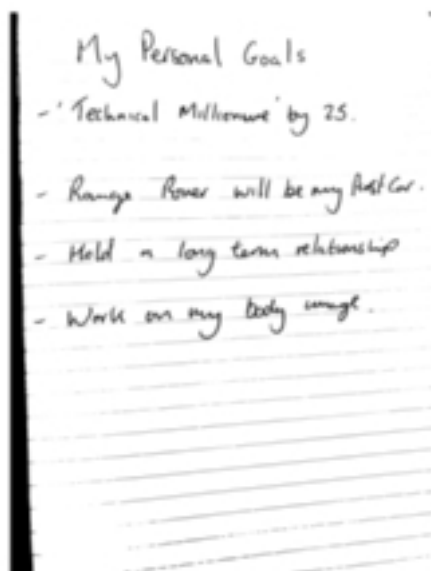 My Personal Goals
- 'Technical Millionaire' by 25.
- Range Rover will be my first Car.
- Hold a long term relationship
- Work on my body image.